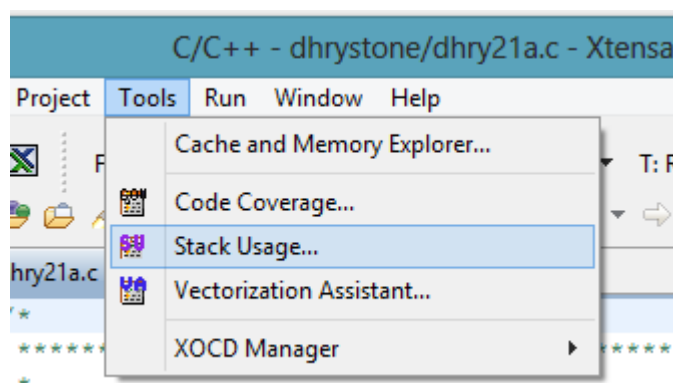 C/C++ - dhrystone/dhry21a.c - Xtensa
Project Tools Run Window Help
Cache and Memory Explorer...
F T: F
Code Coverage...
Stack Usage...
hry21a.c
Vectorization Assistant...
/*
****** *****
XOCD Manager
*